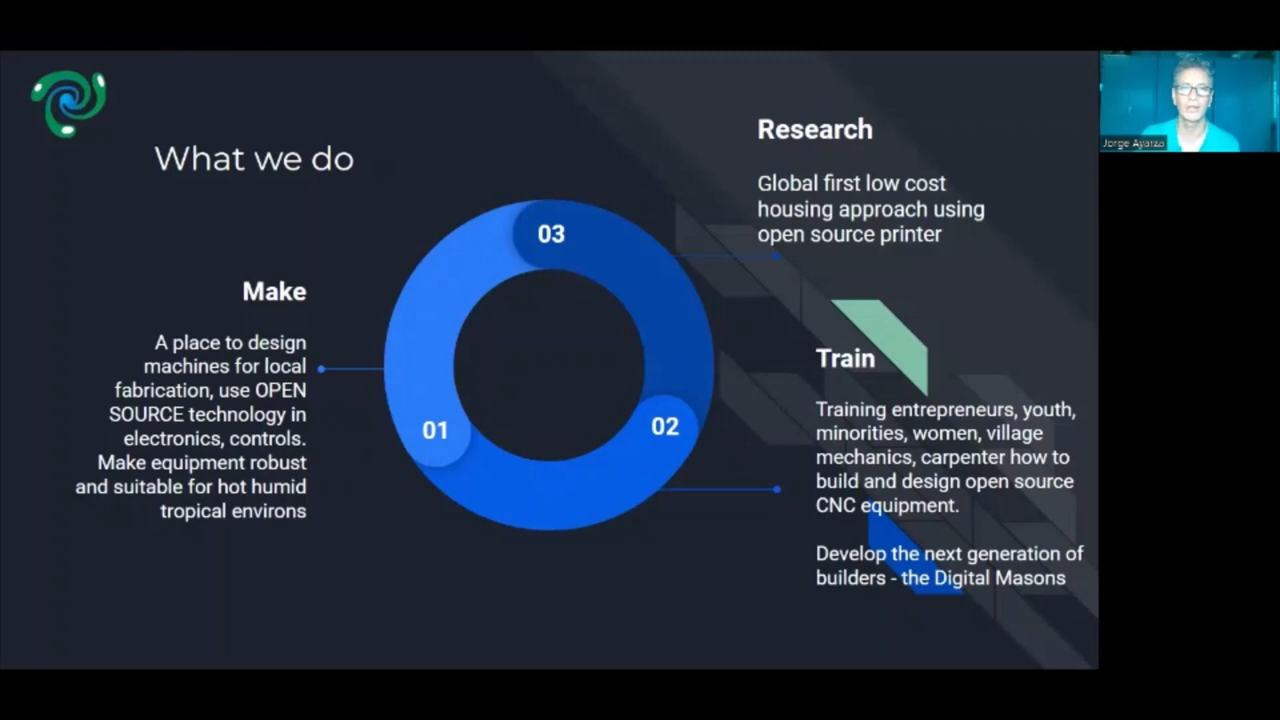 What we do
Make
A place to design
machines for local
fabrication, use OPEN
SOURCE technology in
electronics, controls.
Make equipment robust
and suitable for hot humid
tropical environs
03
01
02
Research
Global first low cost
housing approach using
open source printer
Train
Training entrepreneurs, youth,
minorities, women, village
mechanics, carpenter how to
build and design open source
CNC equipment.
Develop the next generation of
builders - the Digital Masons
Jorge Ayarza